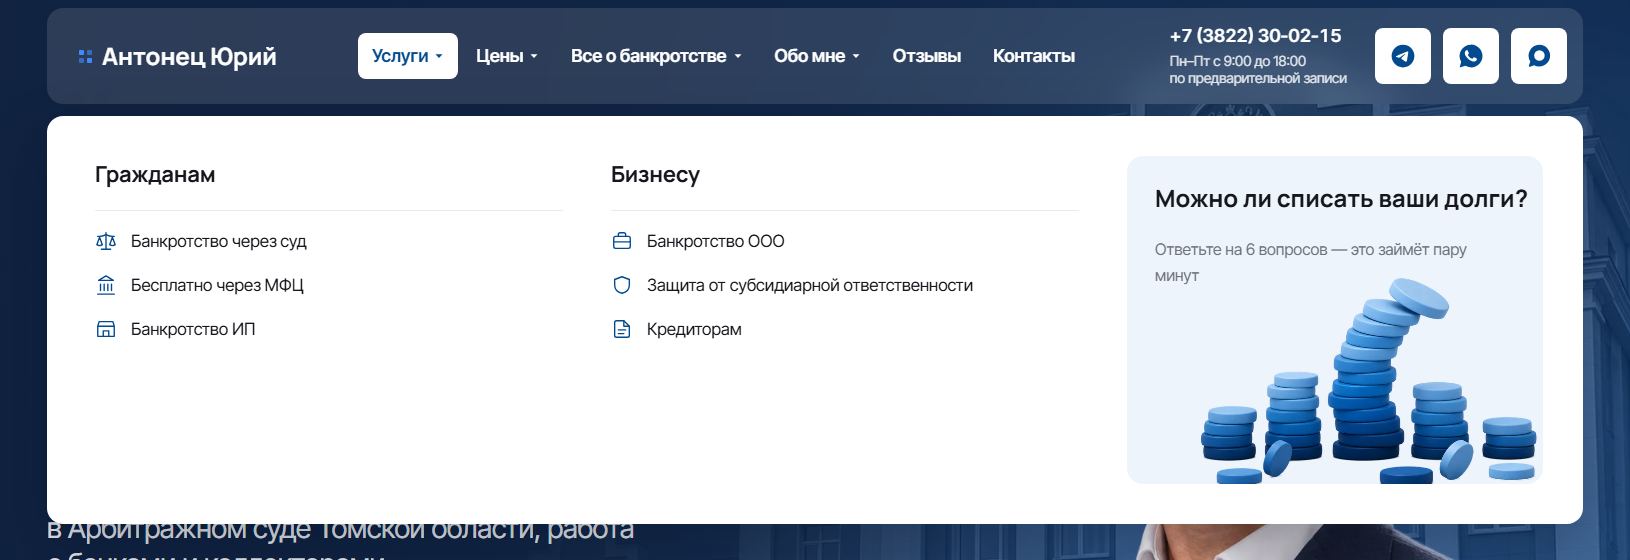 Антонец Юрий
Услуги
Цены
Все о банкротстве
Обо мне
Отзывы
Контакты
+7 (3822) 30-02-15
Пн–Пт с 9:00 до 18:00
по предварительной записи
Гражданам
Банкротство через суд
Бесплатно через МФЦ
Банкротство ИП
Бизнесу
Банкротство ООО
Защита от субсидиарной ответственности
Кредиторам
Можно ли списать ваши долги?
Ответьте на 6 вопросов — это займёт пару
минут
в Арбитражном суде Томской области, работа
с банками и коллекторами